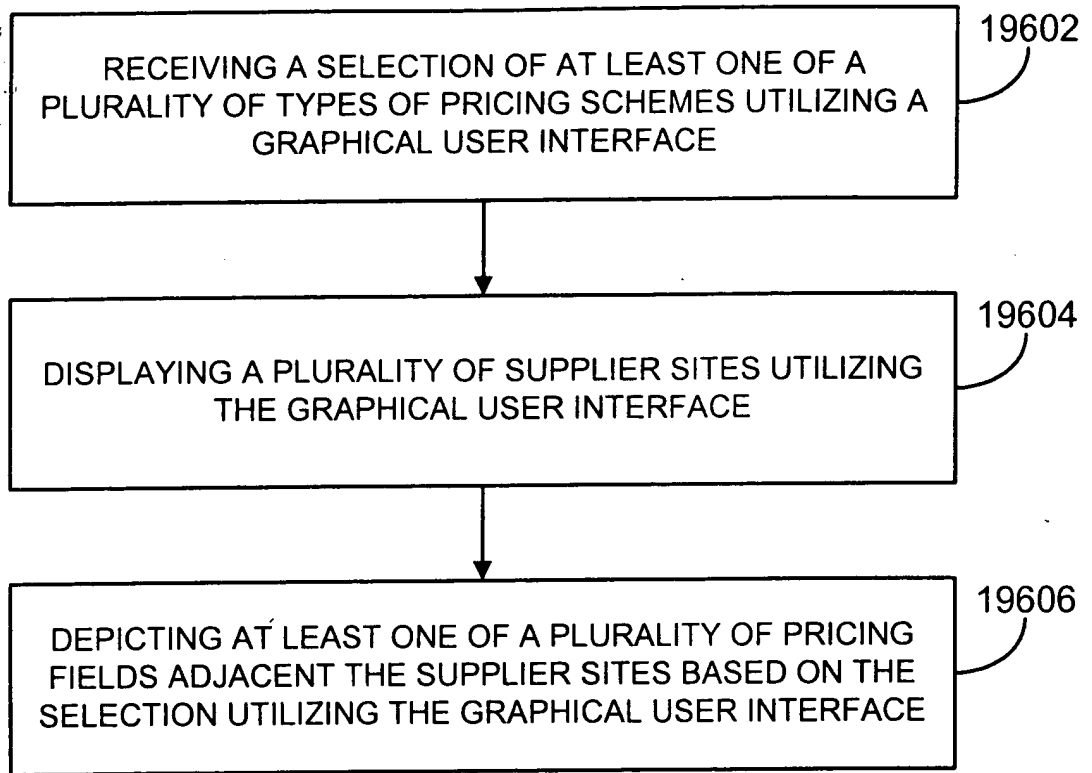 19602
RECEIVING A SELECTION OF AT LEAST ONE OF A
PLURALITY OF TYPES OF PRICING SCHEMES UTILIZING A
GRAPHICAL USER INTERFACE
19604
DISPLAYING A PLURALITY OF SUPPLIER SITES UTILIZING
THE GRAPHICAL USER INTERFACE
19606
DEPICTING AT LEAST ONE OF A PLURALITY OF PRICING
FIELDS ADJACENT THE SUPPLIER SITES BASED ON THE
SELECTION UTILIZING THE GRAPHICAL USER INTERFACE